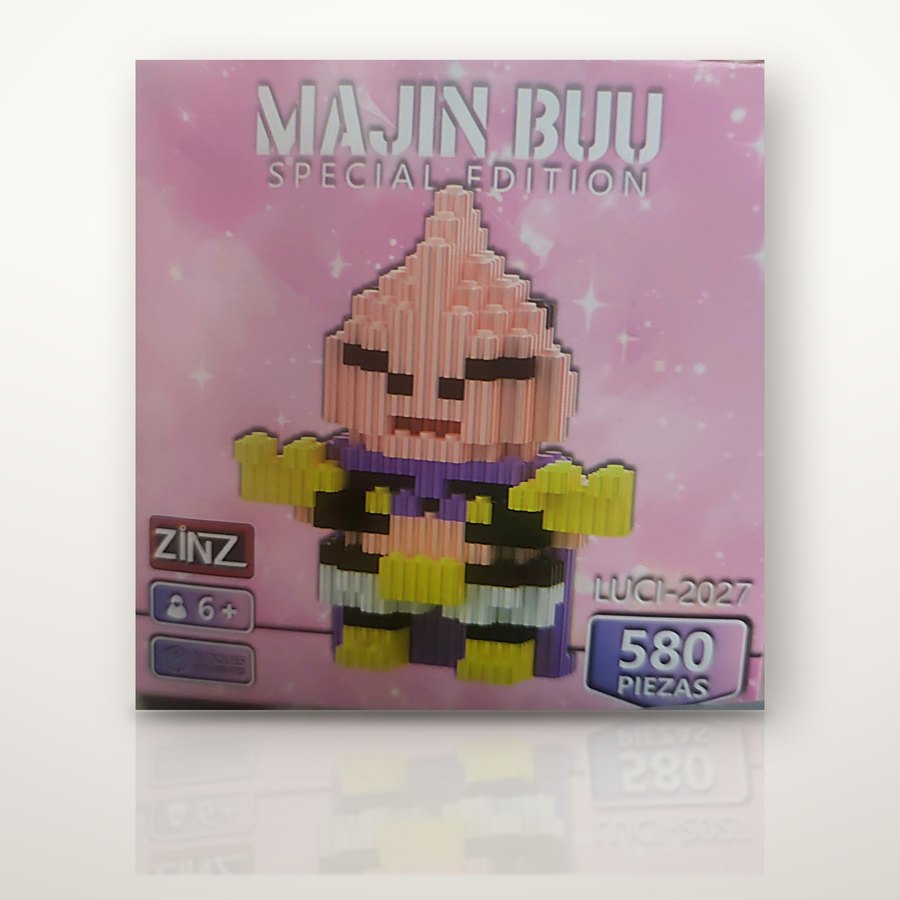 MAJIN BUU
SPECIAL EDITION
ZINZ
6+
LUCI-2027
580
PIEZAS